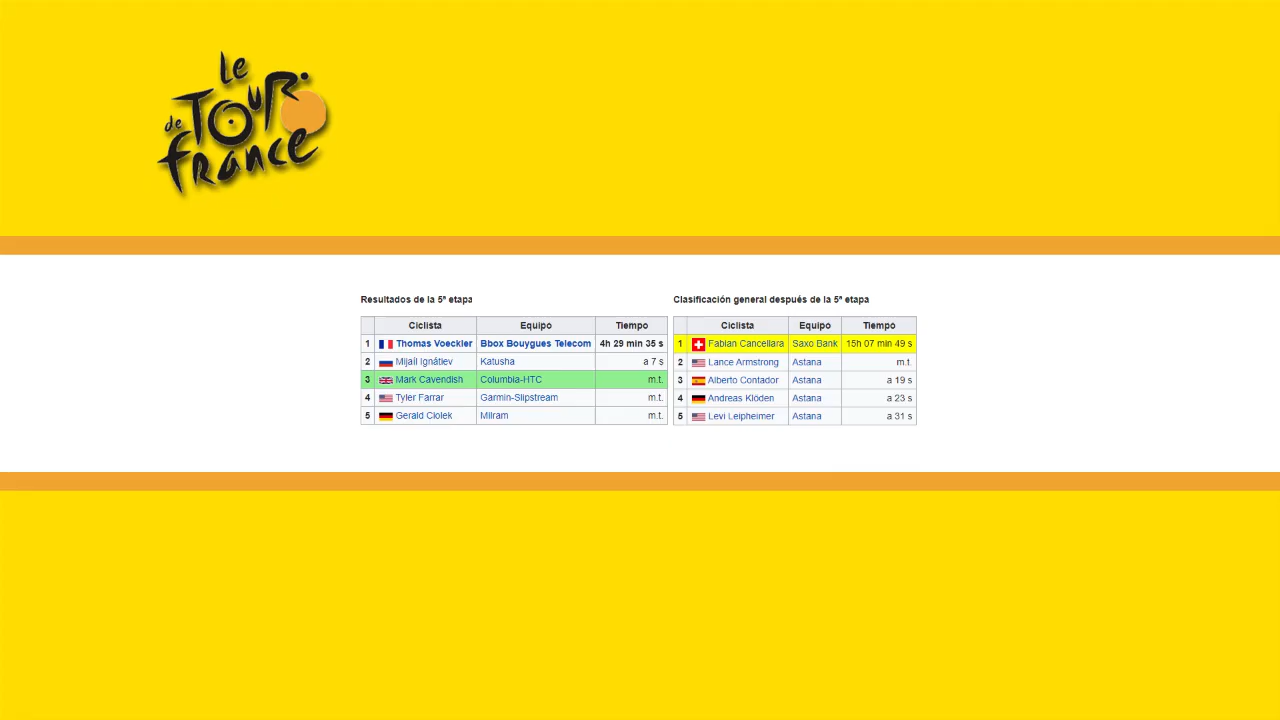 Le
de TOUR
france
Resultados de la 5ª etapa
Ciclista Equipo Tiempo
1 Thomas Voeckler Bbox Bouygues Telecom 4h 29 min 35 s
2 Mijaíl Ignátiev Katusha a 7 s
3 Mark Cavendish Columbia-HTC m.t.
4 Tyler Farrar Garmin-Slipstream m.t.
5 Gerald Ciolek Milram m.t.
Clasificación general después de la 5ª etapa
Ciclista Equipo Tiempo
1 Fabian Cancellara Saxo Bank 15h 07 min 49 s
2 Lance Armstrong Astana m.t.
3 Alberto Contador Astana a 19 s
4 Andreas Klöden Astana a 23 s
5 Levi Leipheimer Astana a 31 s